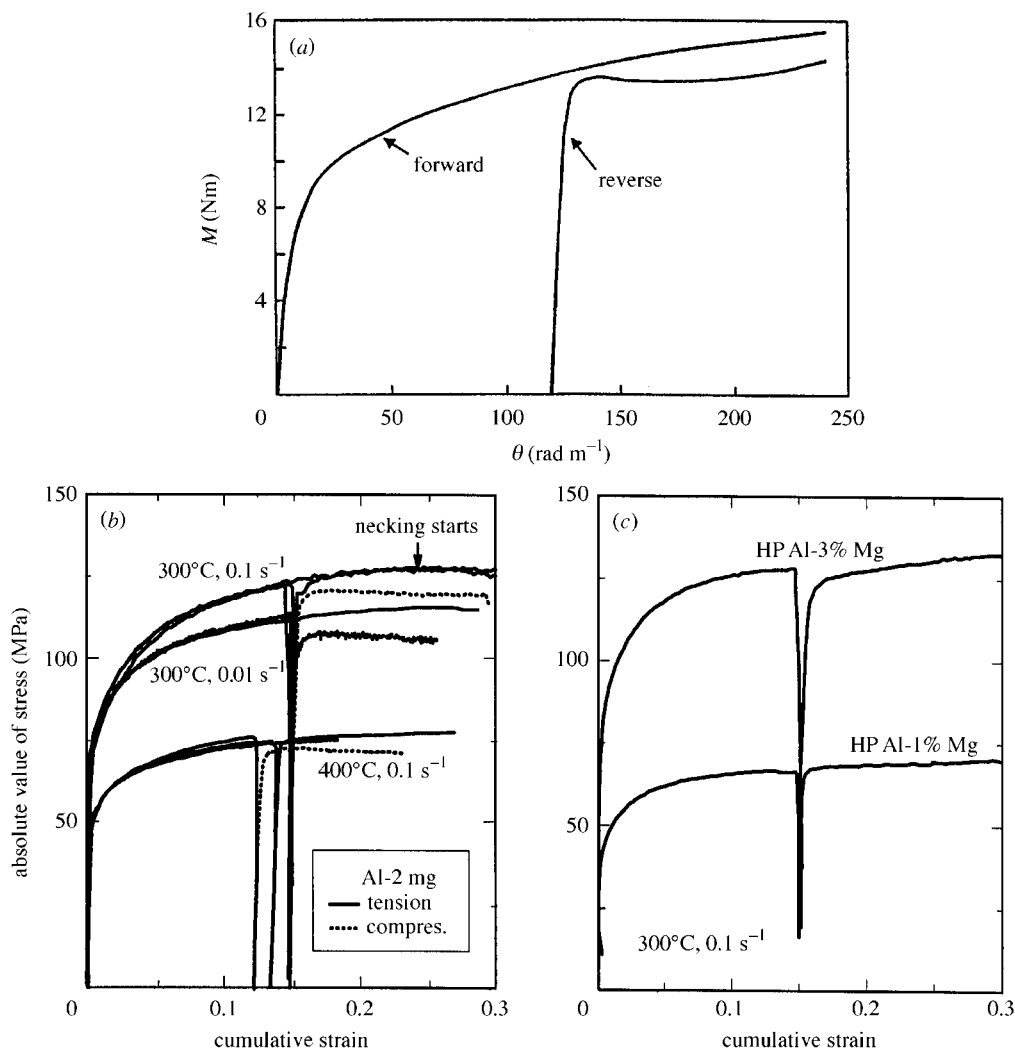 (a)
16
12
8
4
0
50
100
150
200
250
M (Nm)
forward
reverse
θ (rad m⁻¹)
(b)
150
100
50
0
0.1
0.2
0.3
absolute value of stress (MPa)
necking starts
300°C, 0.1 s⁻¹
300°C, 0.01 s⁻¹
400°C, 0.1 s⁻¹
Al-2 mg
tension
compres.
cumulative strain
(c)
150
100
50
0
0.1
0.2
0.3
HP Al-3% Mg
HP Al-1% Mg
300°C, 0.1 s⁻¹
cumulative strain